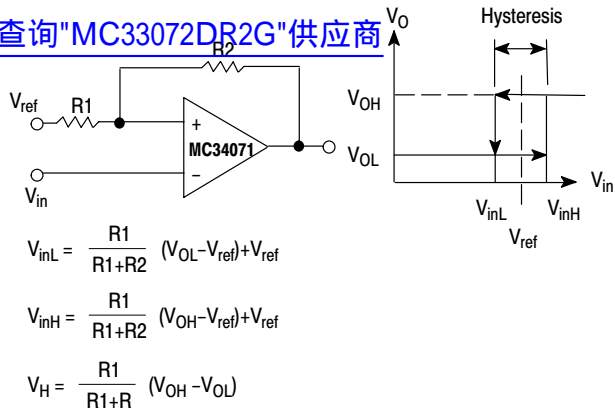 查询"MC33072DR2G"供应商
R2
Vref
R1
+
MC34071
−
Vin
VO
Hysteresis
VOH
VOL
Vin
VinL
VinH
Vref
VinL = R1 / R1+R2 (VOL−Vref)+Vref
VinH = R1 / R1+R2 (VOH−Vref)+Vref
VH = R1 / R1+R (VOH −VOL)